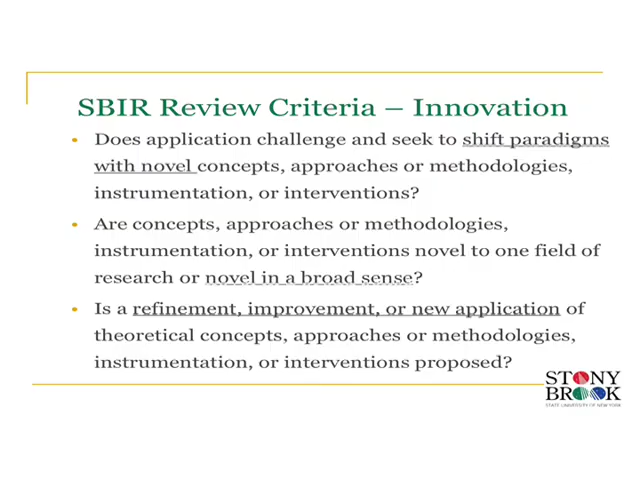 SBIR Review Criteria – Innovation
• Does application challenge and seek to shift paradigms
with novel concepts, approaches or methodologies,
instrumentation, or interventions?
• Are concepts, approaches or methodologies,
instrumentation, or interventions novel to one field of
research or novel in a broad sense?
• Is a refinement, improvement, or new application of
theoretical concepts, approaches or methodologies,
instrumentation, or interventions proposed?
STONY
BROOK
STATE UNIVERSITY OF NEW YORK